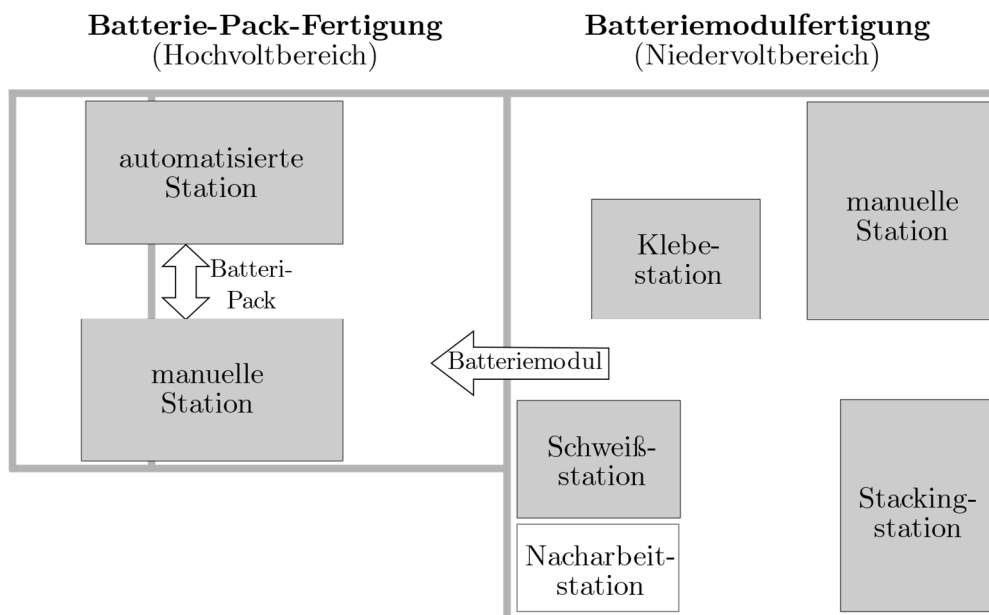 Batterie-Pack-Fertigung
(Hochvoltbereich)
Batteriemodulfertigung
(Niedervoltbereich)
automatisierte
Station
Batteri-
Pack
manuelle
Station
Batteriemodul
Klebe-
station
manuelle
Station
Schweiß-
station
Nacharbeit-
station
Stacking-
station